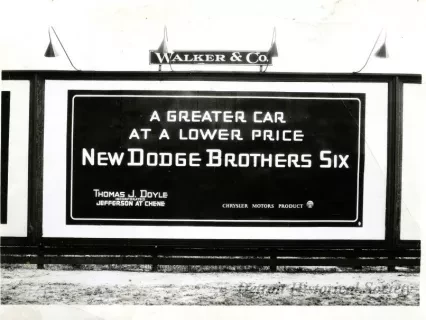 WALKER & CO.
A GREATER CAR
AT A LOWER PRICE
NEW DODGE BROTHERS SIX
THOMAS J. DOYLE
INCORPORATED
JEFFERSON AT CHENE
CHRYSLER MOTORS PRODUCT
Detroit Historical Society